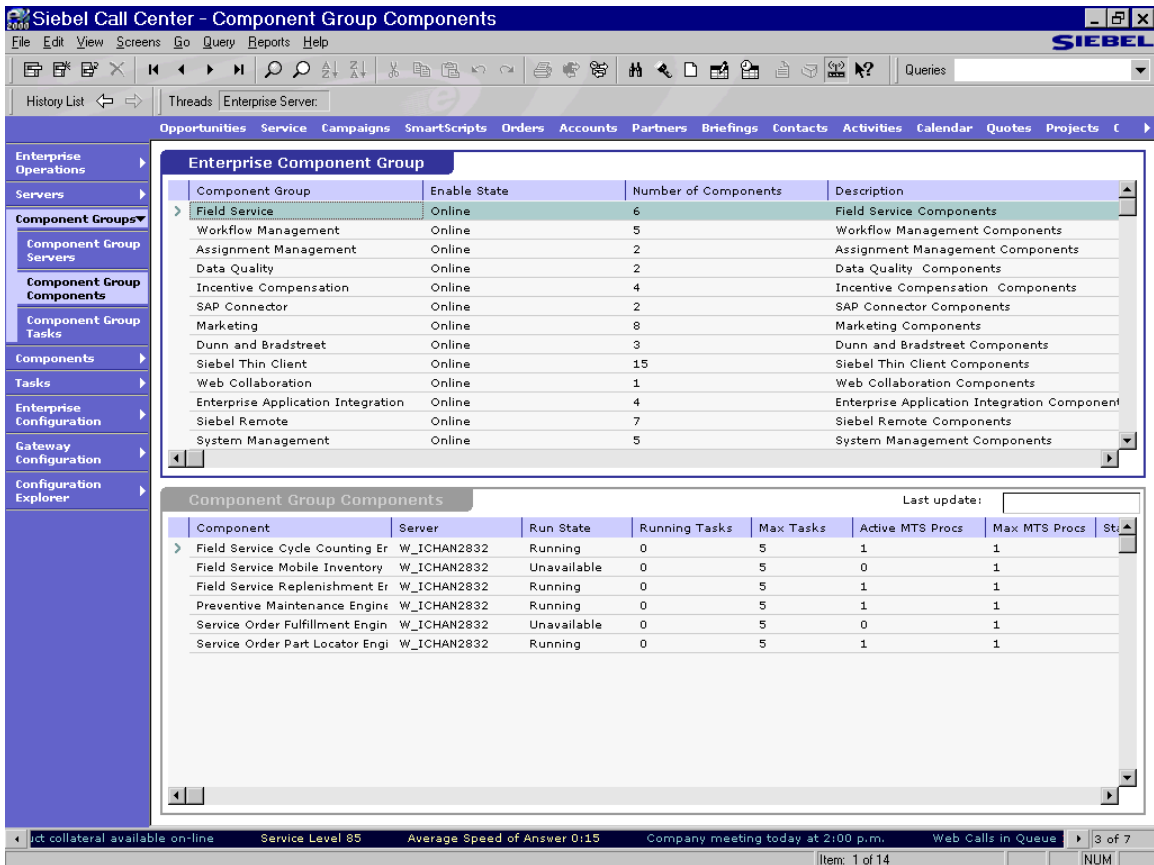 Siebel Call Center - Component Group Components
File Edit View Screens Go Query Reports Help
SIEBEL
Queries
History List Threads Enterprise Server:
Opportunities Service Campaigns SmartScripts Orders Accounts Partners Briefings Contacts Activities Calendar Quotes Projects
Enterprise
Operations
Servers
Component Groups
Component Group
Servers
Component Group
Components
Component Group
Tasks
Components
Tasks
Enterprise
Configuration
Gateway
Configuration
Configuration
Explorer
Enterprise Component Group
Component Group Enable State Number of Components Description
Field Service Online 6 Field Service Components
Workflow Management Online 5 Workflow Management Components
Assignment Management Online 2 Assignment Management Components
Data Quality Online 2 Data Quality Components
Incentive Compensation Online 4 Incentive Compensation Components
SAP Connector Online 2 SAP Connector Components
Marketing Online 8 Marketing Components
Dunn and Bradstreet Online 3 Dunn and Bradstreet Components
Siebel Thin Client Online 15 Siebel Thin Client Components
Web Collaboration Online 1 Web Collaboration Components
Enterprise Application Integration Online 4 Enterprise Application Integration Component
Siebel Remote Online 7 Siebel Remote Components
System Management Online 5 System Management Components
Component Group Components
Last update:
Component Server Run State Running Tasks Max Tasks Active MTS Procs Max MTS Procs Sta
Field Service Cycle Counting Er W_ICHAN2832 Running 0 5 1 1
Field Service Mobile Inventory W_ICHAN2832 Unavailable 0 5 0 1
Field Service Replenishment Er W_ICHAN2832 Running 0 5 1 1
Preventive Maintenance Engine W_ICHAN2832 Running 0 5 1 1
Service Order Fulfillment Engin W_ICHAN2832 Unavailable 0 5 0 1
Service Order Part Locator Engi W_ICHAN2832 Running 0 5 1 1
uct collateral available on-line Service Level 85 Average Speed of Answer 0:15 Company meeting today at 2:00 p.m. Web Calls in Queue 3 of 7
Item: 1 of 14 NUM